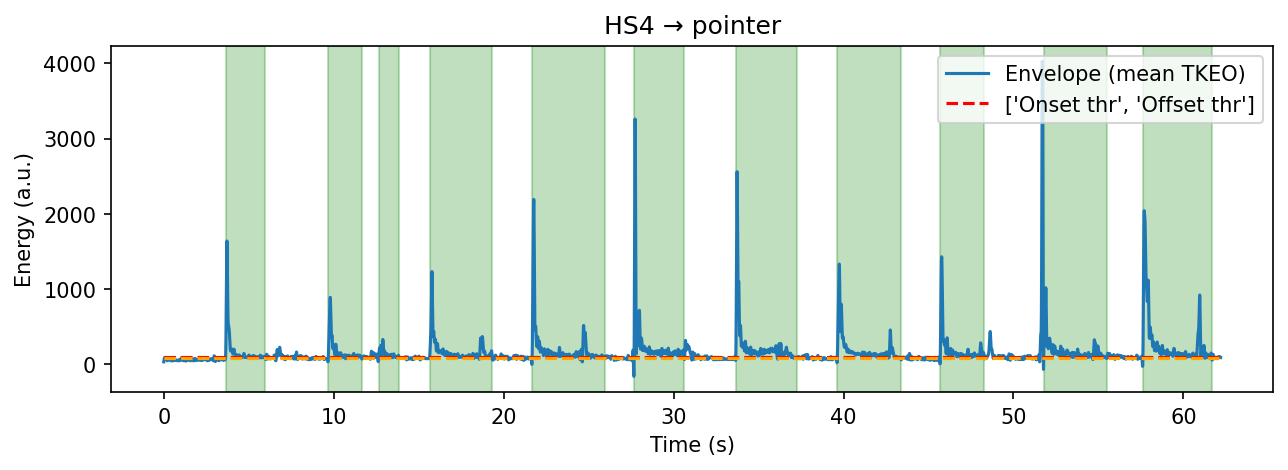 HS4 → pointer
Energy (a.u.)
4000
3000
2000
1000
0
Envelope (mean TKEO)
['Onset thr', 'Offset thr']
0 10 20 30 40 50 60
Time (s)